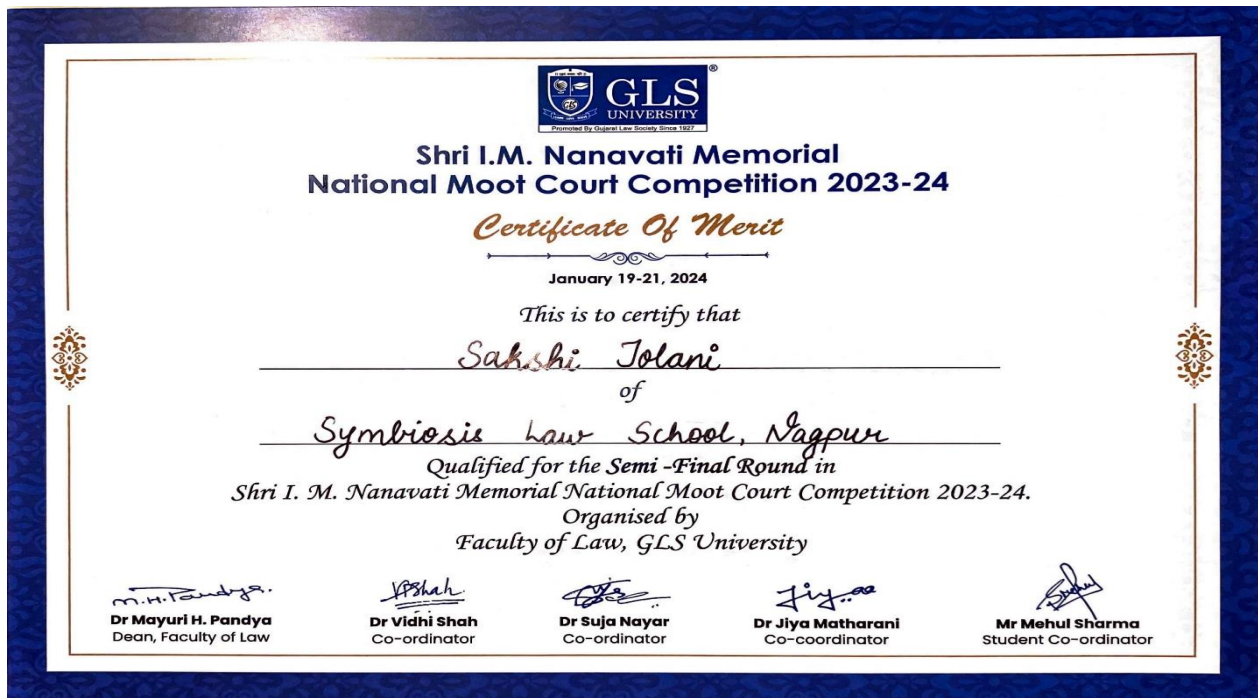 GLS
UNIVERSITY
®
Promoted By Gujarat Law Society Since 1927
Shri I.M. Nanavati Memorial
National Moot Court Competition 2023-24
Certificate Of Merit
January 19-21, 2024
This is to certify that
Sakshi Tolani
of
Symbiosis Law School, Nagpur
Qualified for the Semi -Final Round in
Shri I. M. Nanavati Memorial National Moot Court Competition 2023-24.
Organised by
Faculty of Law, GLS University
M.H. Pandya. VPShah Jiya
Dr Mayuri H. Pandya Dr Vidhi Shah Dr Suja Nayar Dr Jiya Matharani Mr Mehul Sharma
Dean, Faculty of Law Co-ordinator Co-ordinator Co-coordinator Student Co-ordinator